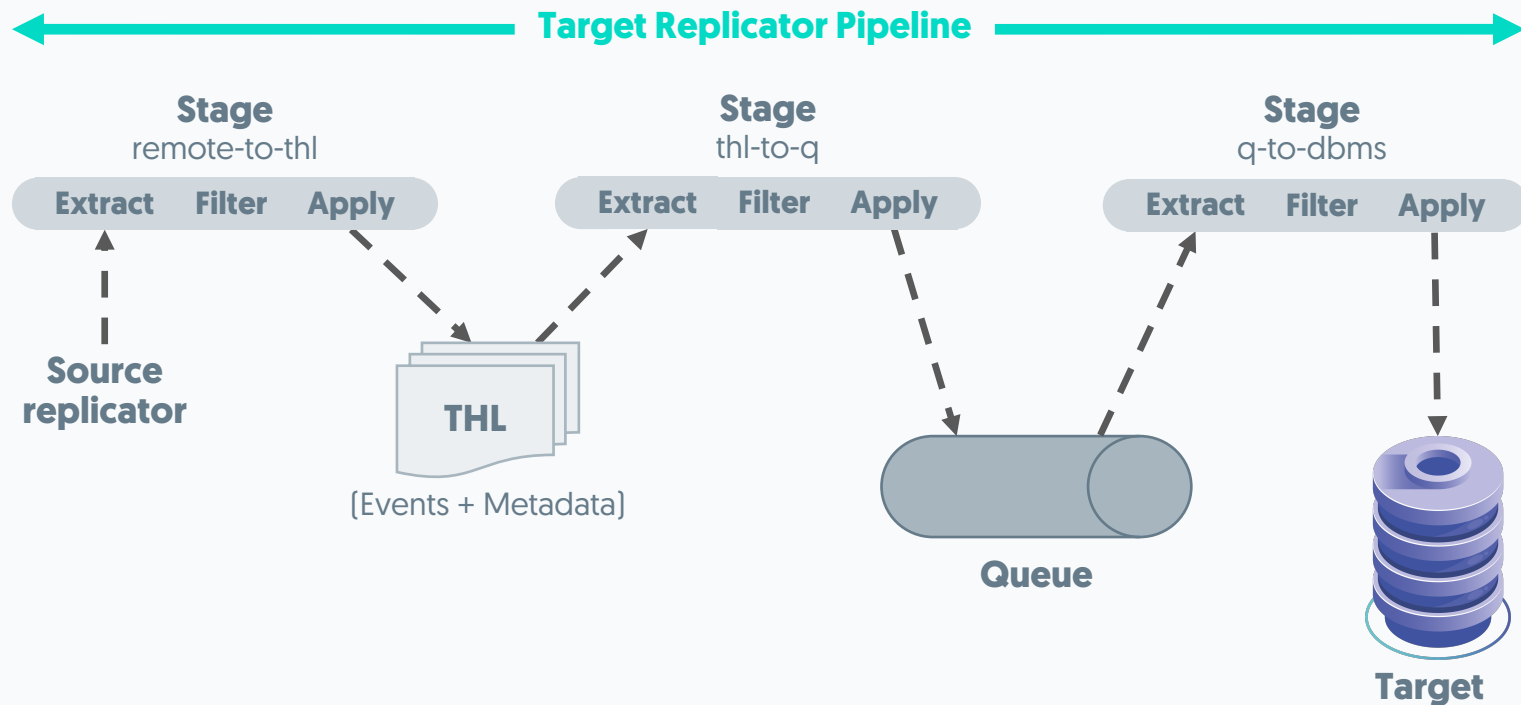 Target Replicator Pipeline
Stage
remote-to-thl
Extract Filter Apply
Stage
thl-to-q
Extract Filter Apply
Stage
q-to-dbms
Extract Filter Apply
Source
replicator
THL
(Events + Metadata)
Queue
Target